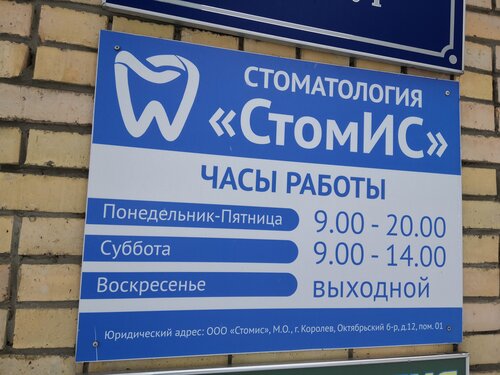 СТОМАТОЛОГИЯ
«СтомИС»
ЧАСЫ РАБОТЫ
Понедельник-Пятница 9.00 - 20.00
Суббота 9.00 - 14.00
Воскресенье ВЫХОДНОЙ
Юридический адрес: ООО «Стомис», М.О., г. Королев, Октябрьский б-р, д.12, пом. 01